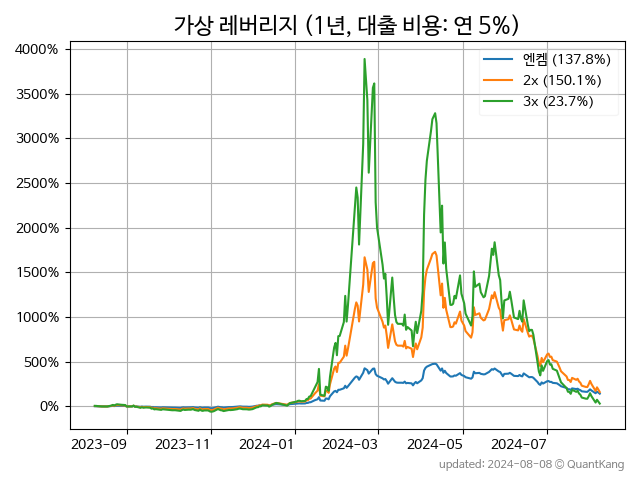 가상 레버리지 (1년, 대출 비용: 연 5%)
4000%
3500%
3000%
2500%
2000%
1500%
1000%
500%
0%
엔켐 (137.8%)
2x (150.1%)
3x (23.7%)
2023-09 2023-11 2024-01 2024-03 2024-05 2024-07
updated: 2024-08-08 © QuantKang